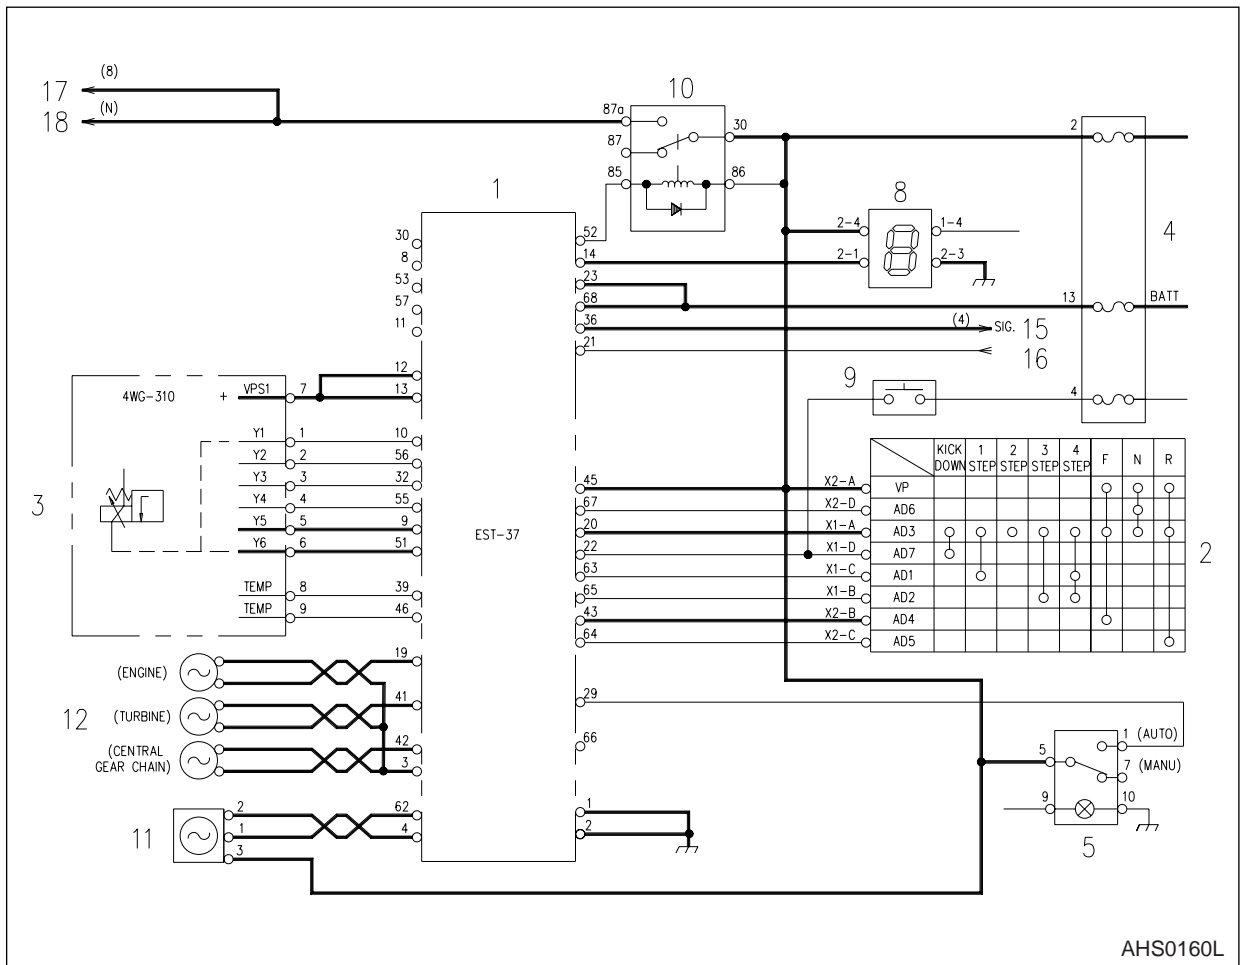 (8)
17
(N)
18
10
87a
30
87
85
86
2
1
8
4
2-4
1-4
2-1
2-3
30
8
53
57
11
52
14
23
68
36
21
13
BATT
(4)
SIG. 15
16
9
4
12
13
4WG-310
+ VPS1 7
Y1 1 10
Y2 2 56
Y3 3 32
Y4 4 55
Y5 5 9
Y6 6 51
3
TEMP 8 39
TEMP 9 46
EST-37
KICK DOWN
1 STEP
2 STEP
3 STEP
4 STEP
F
N
R
45 X2-A VP
67 X2-D AD6
20 X1-A AD3
22 X1-D AD7
63 X1-C AD1
65 X1-B AD2
43 X2-B AD4
64 X2-C AD5
2
(ENGINE)
19
12
(TURBINE)
41
(CENTRAL
GEAR CHAIN)
42
3
29
66
1 (AUTO)
5
7 (MANU)
9
10
5
11
2
1
3
62
4
1
2
AHS0160L